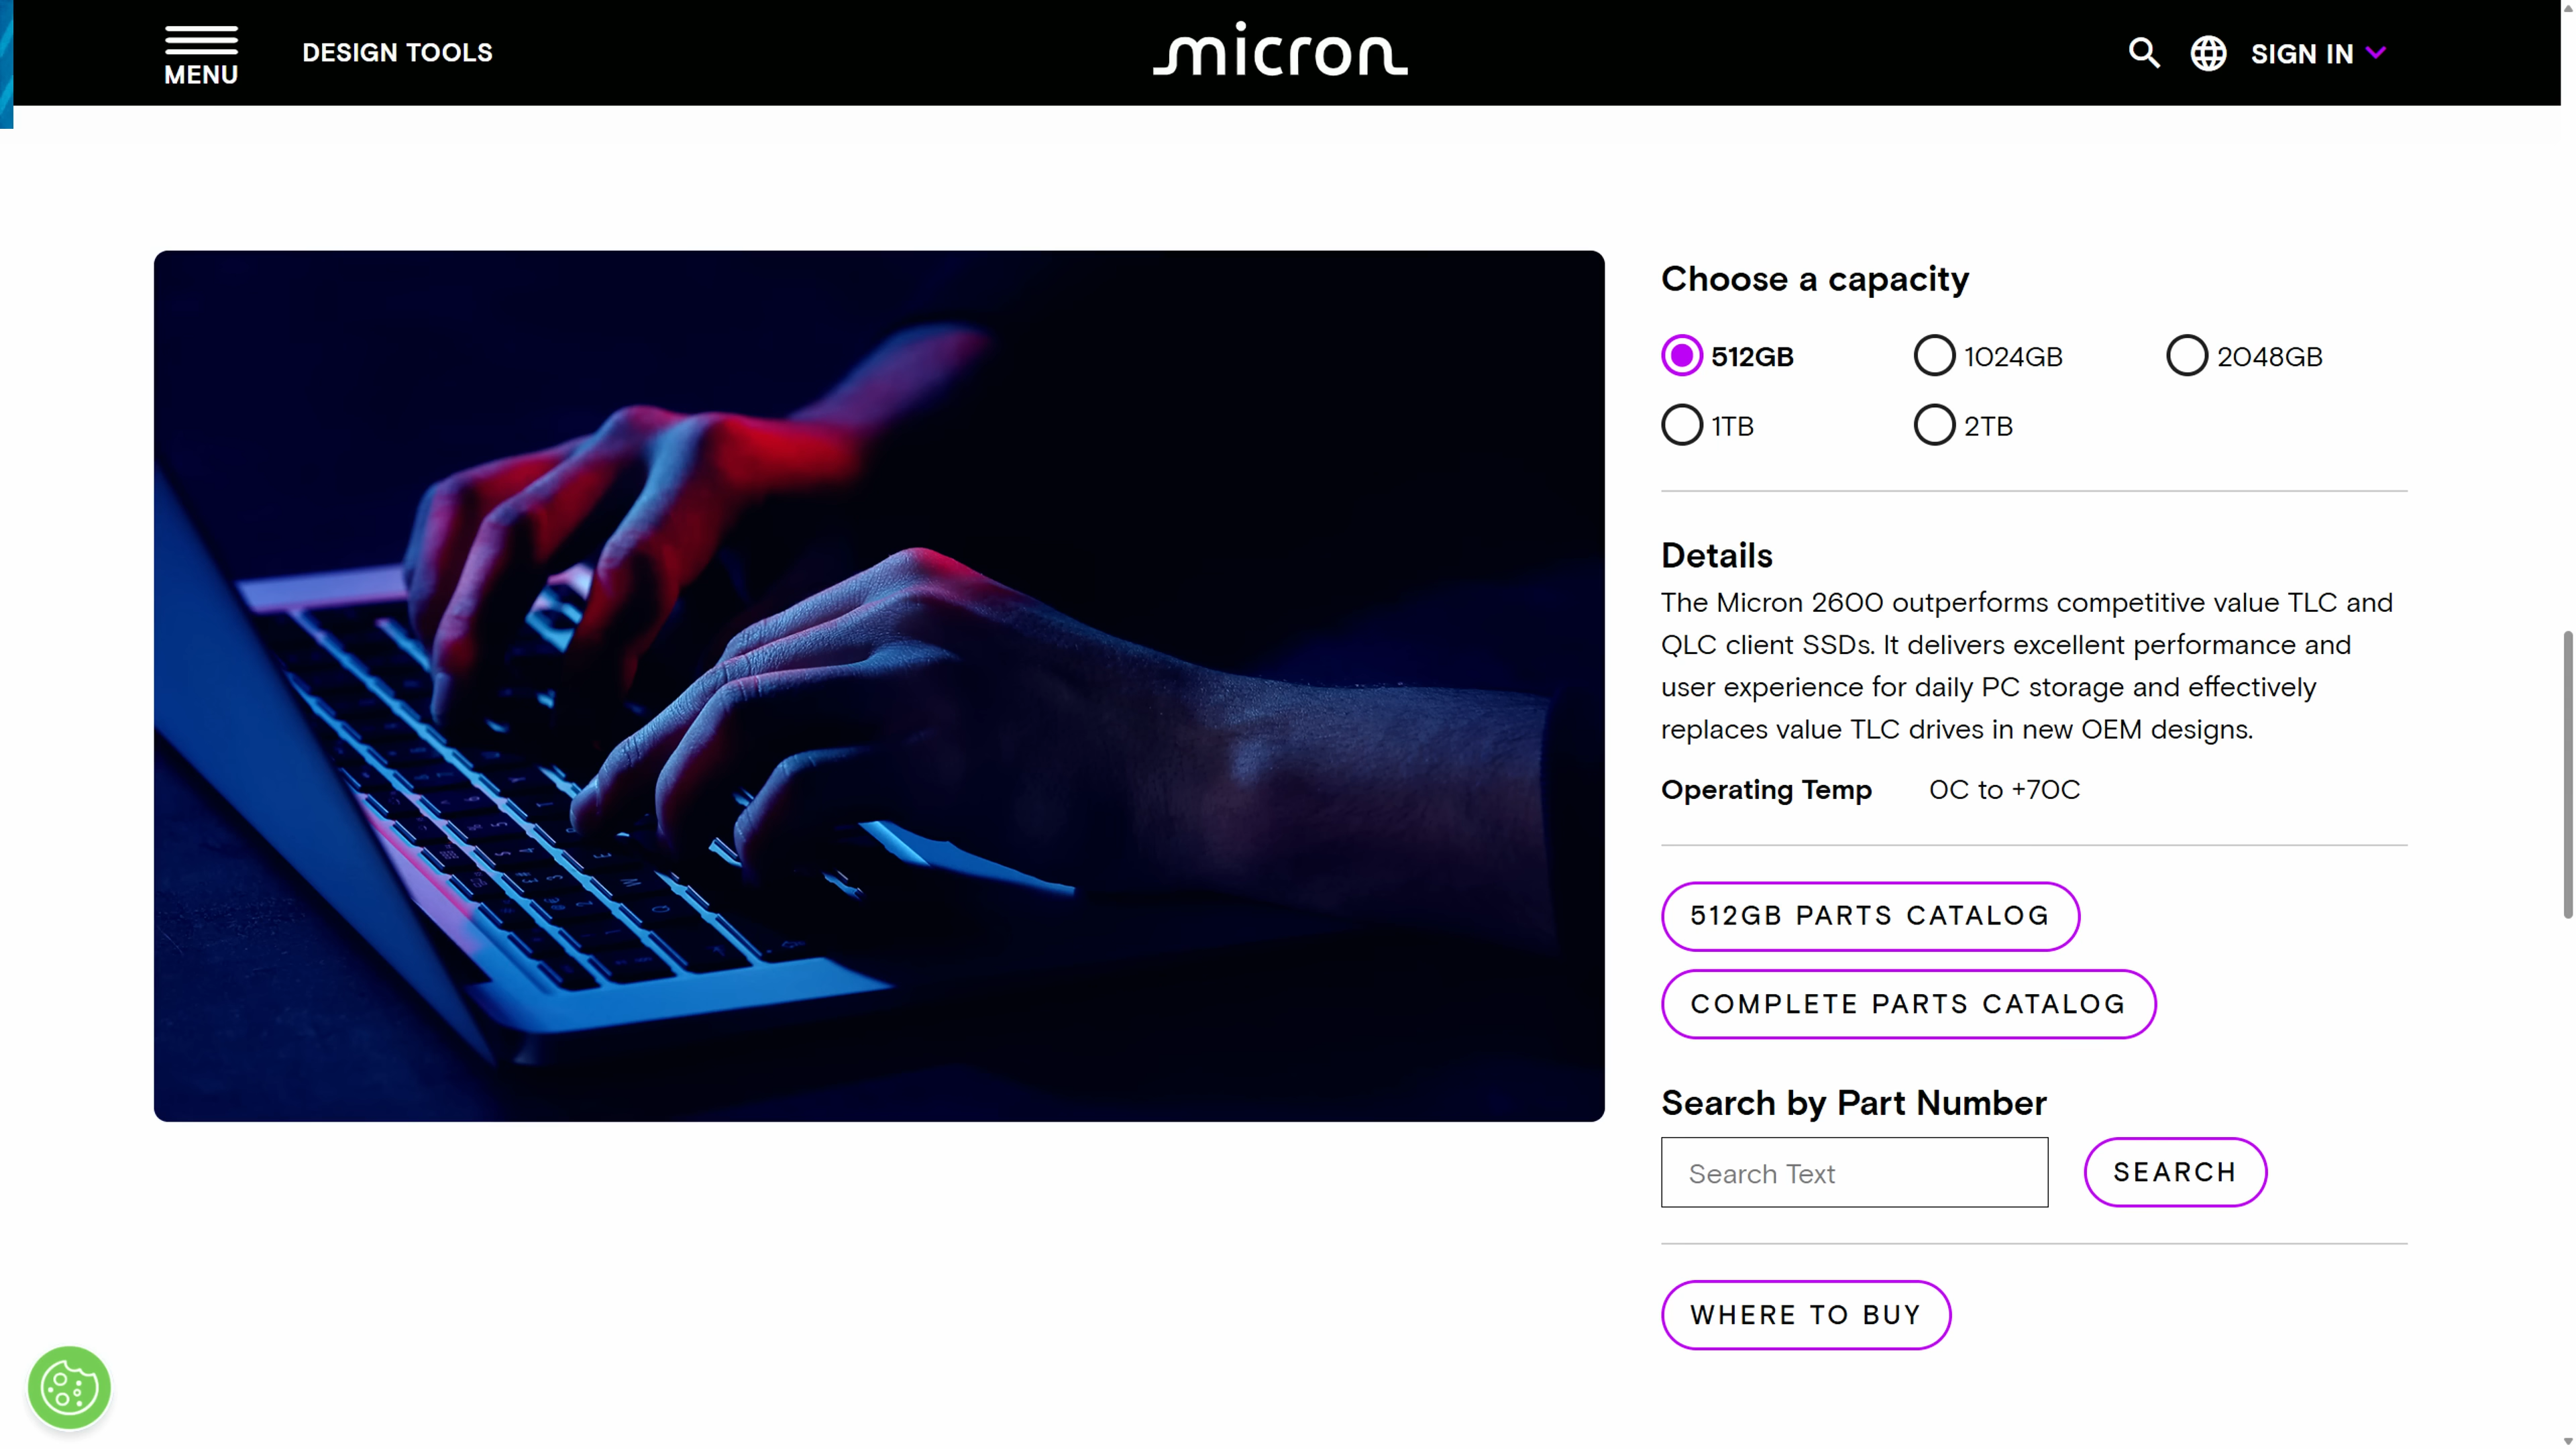 MENU
DESIGN TOOLS
micron
SIGN IN
Choose a capacity
512GB
1024GB
2048GB
1TB
2TB
Details
The Micron 2600 outperforms competitive value TLC and
QLC client SSDs. It delivers excellent performance and
user experience for daily PC storage and effectively
replaces value TLC drives in new OEM designs.
Operating Temp 0C to +70C
512GB PARTS CATALOG
COMPLETE PARTS CATALOG
Search by Part Number
Search Text
SEARCH
WHERE TO BUY